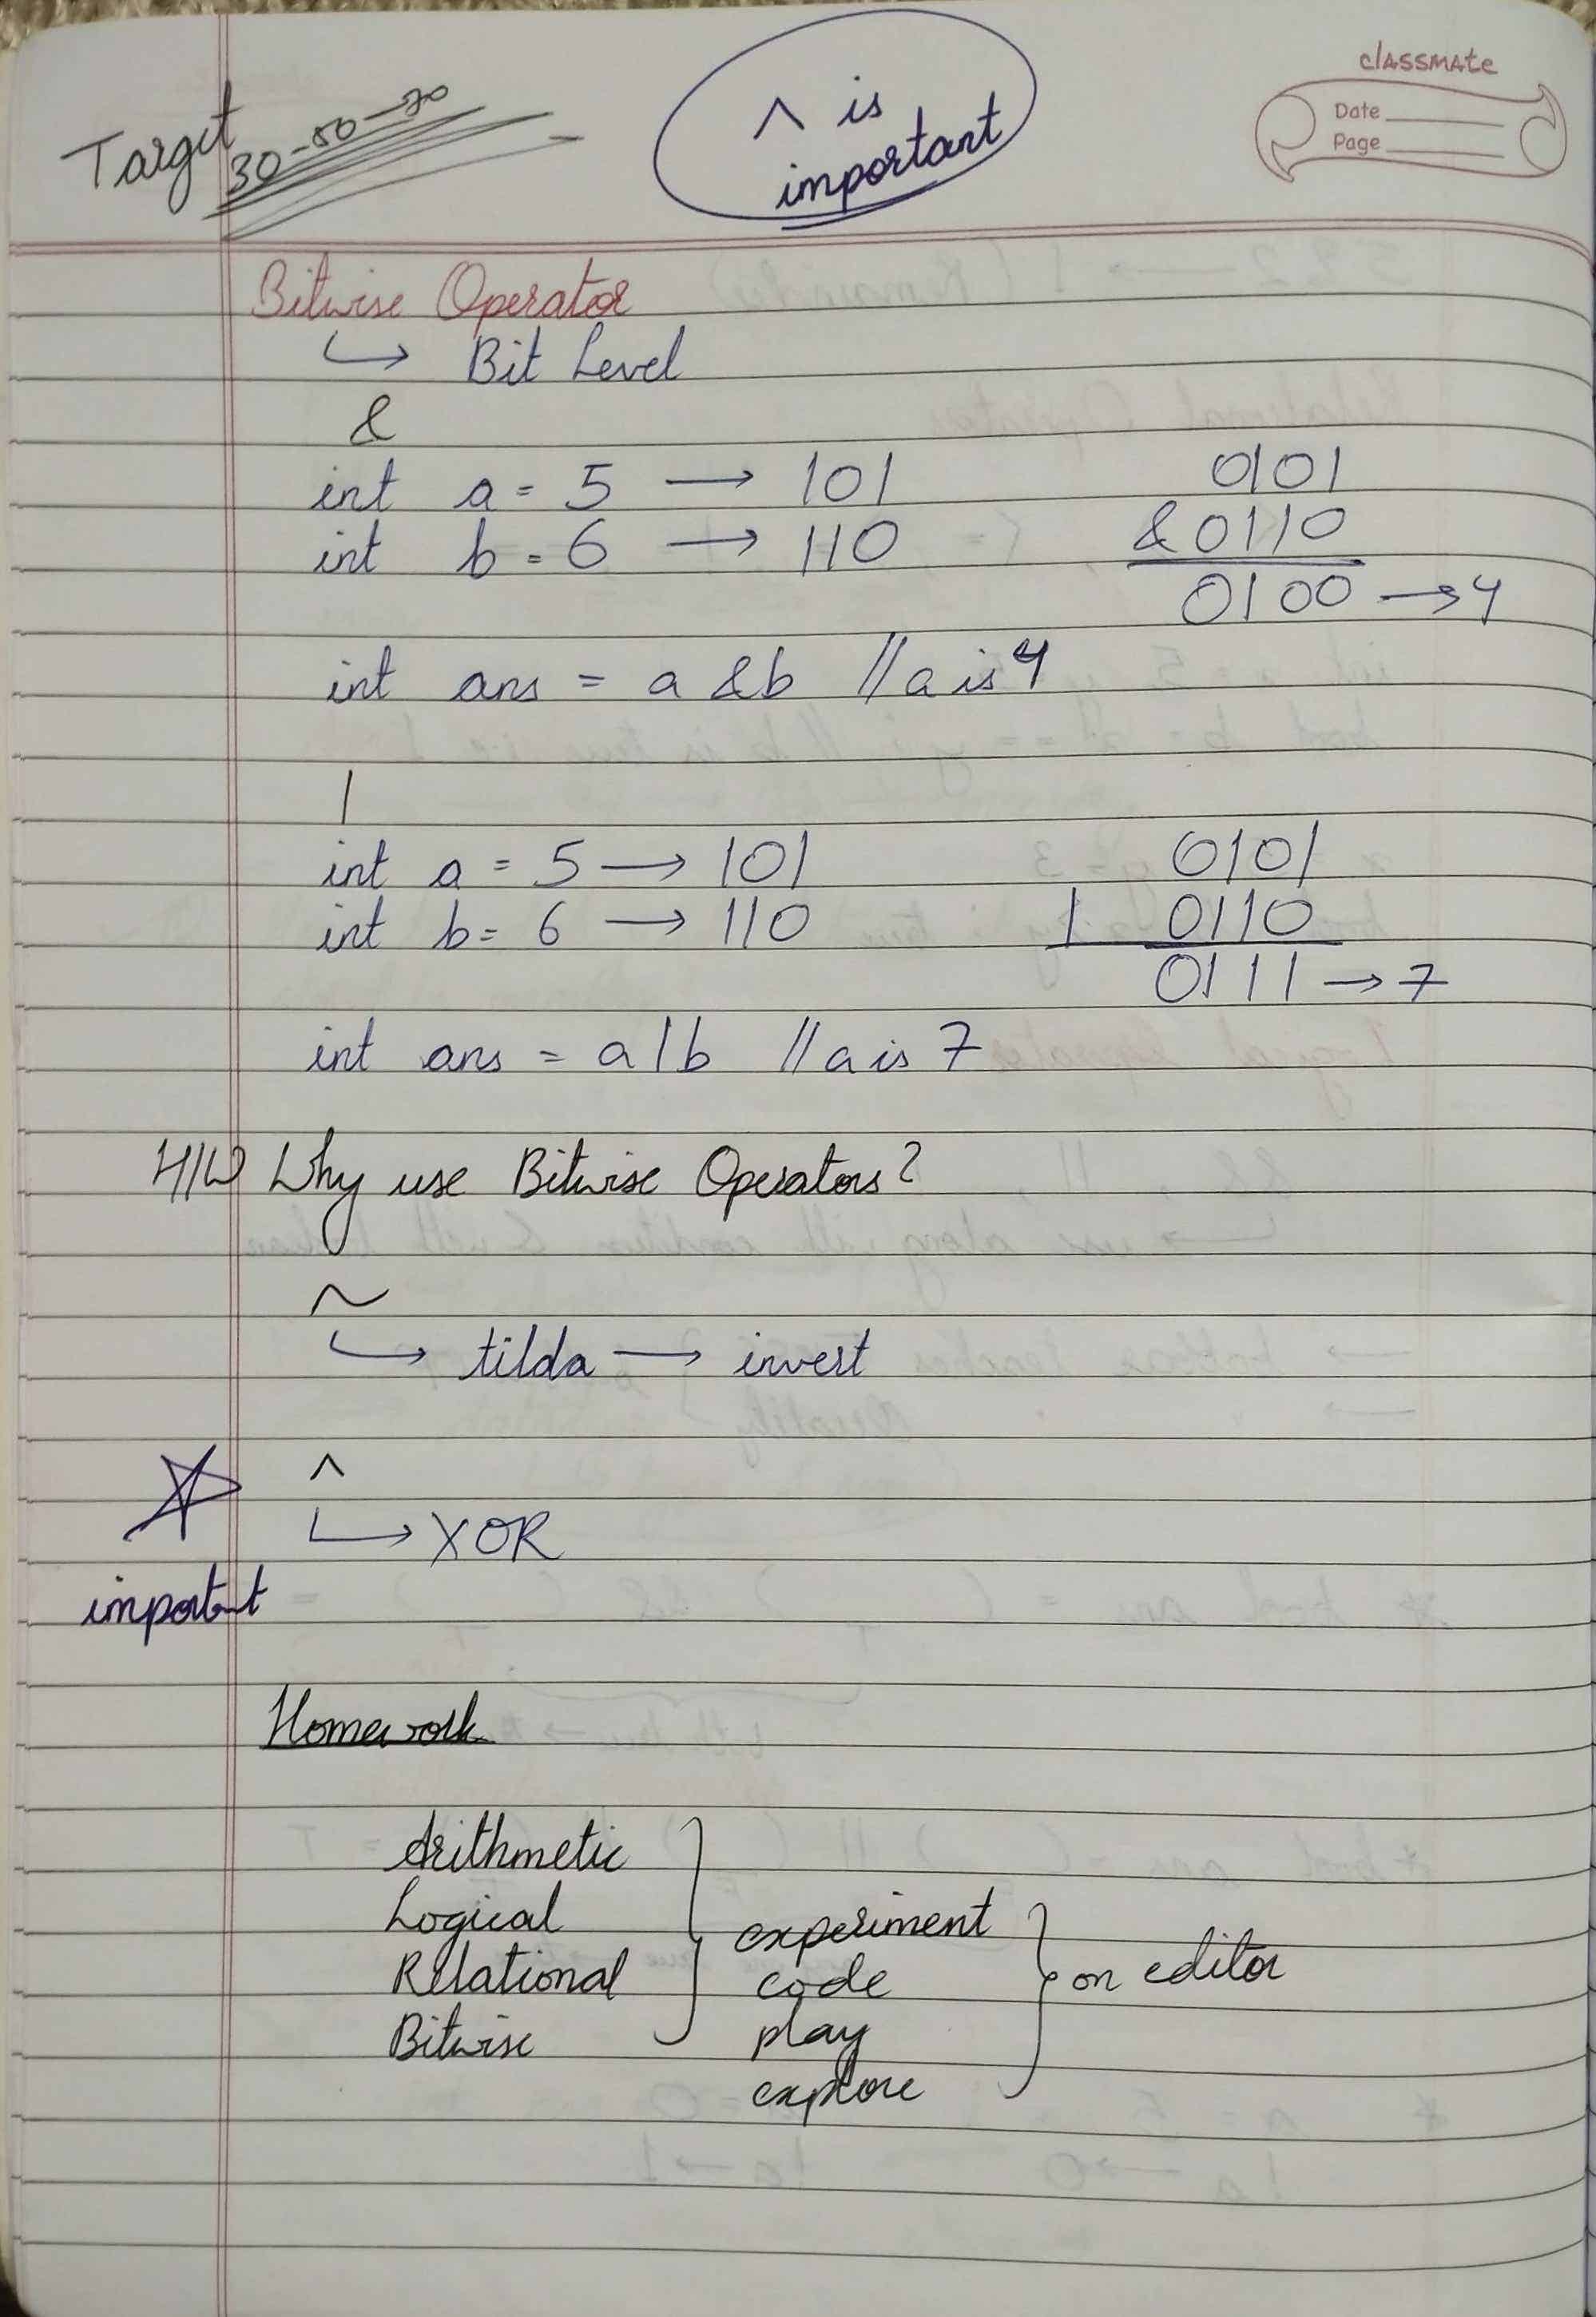 classmate
Date
Page
Target 30-50-70
^ is
important
Bitwise Operator
↳ Bit Level
&
int a = 5 → 101
int b = 6 → 110
0101
& 0110
0100 → 4
int ans = a & b // a is 4
|
int a = 5 → 101
int b = 6 → 110
0101
| 0110
0111 → 7
int ans = a | b // a is 7
H/W Why use Bitwise Operators?
~
↳ tilda → invert
^
↳ XOR
important
Homework
Arithmetic
Logical
Relational
Bitwise
experiment
code
play
explore
on editor